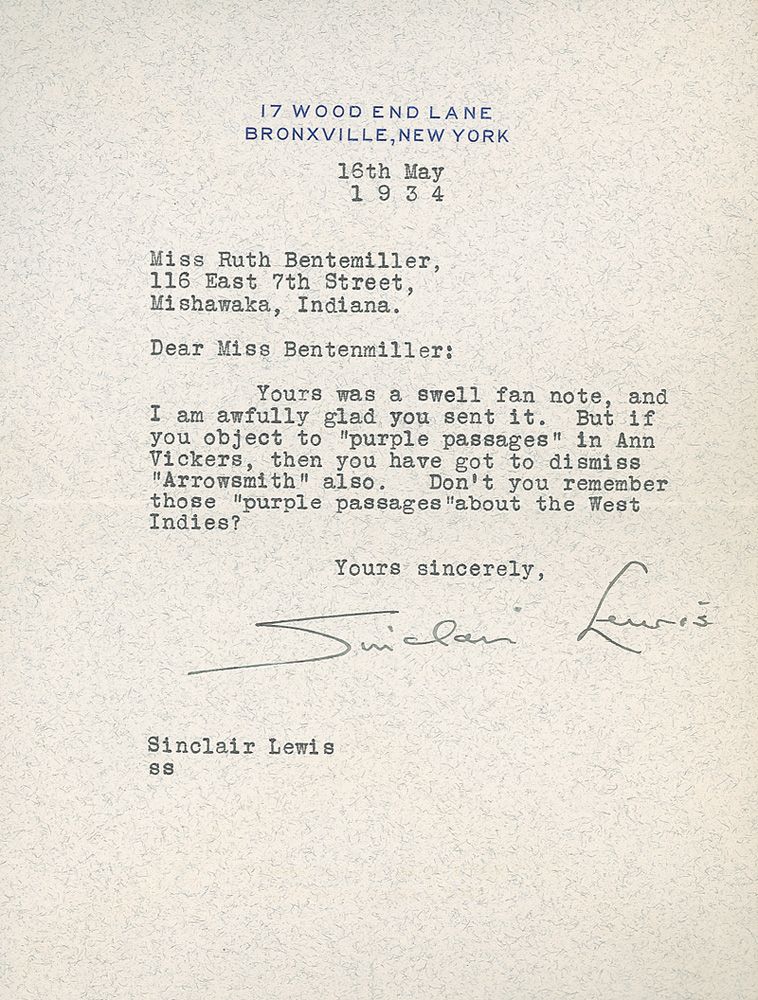 17 WOOD END LANE
BRONXVILLE, NEW YORK
16th May
1 9 3 4
Miss Ruth Bentemiller,
116 East 7th Street,
Mishawaka, Indiana.
Dear Miss Bentenmiller:
Yours was a swell fan note, and
I am awfully glad you sent it. But if
you object to "purple passages" in Ann
Vickers, then you have got to dismiss
"Arrowsmith" also. Don't you remember
those "purple passages"about the West
Indies?
Yours sincerely,
Sinclair Lewis
Sinclair Lewis
ss